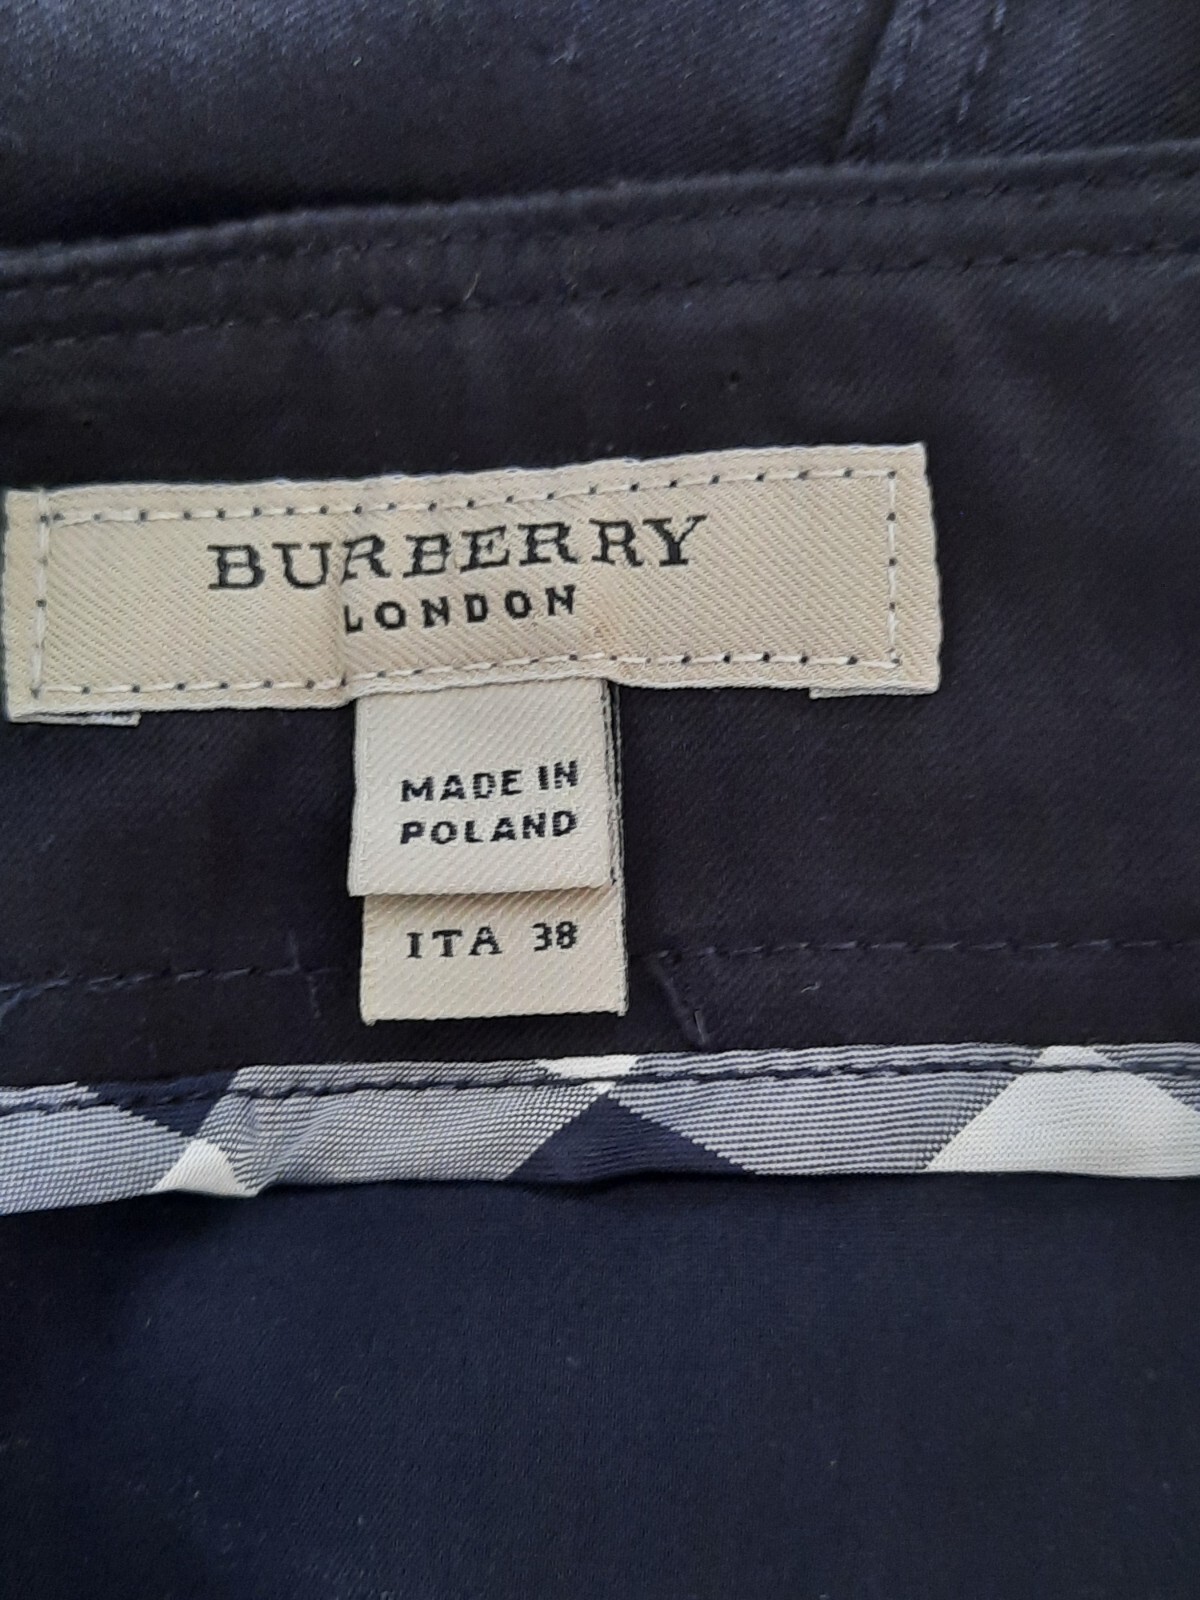 BURBERRY
LONDON
MADE IN
POLAND
ITA 38